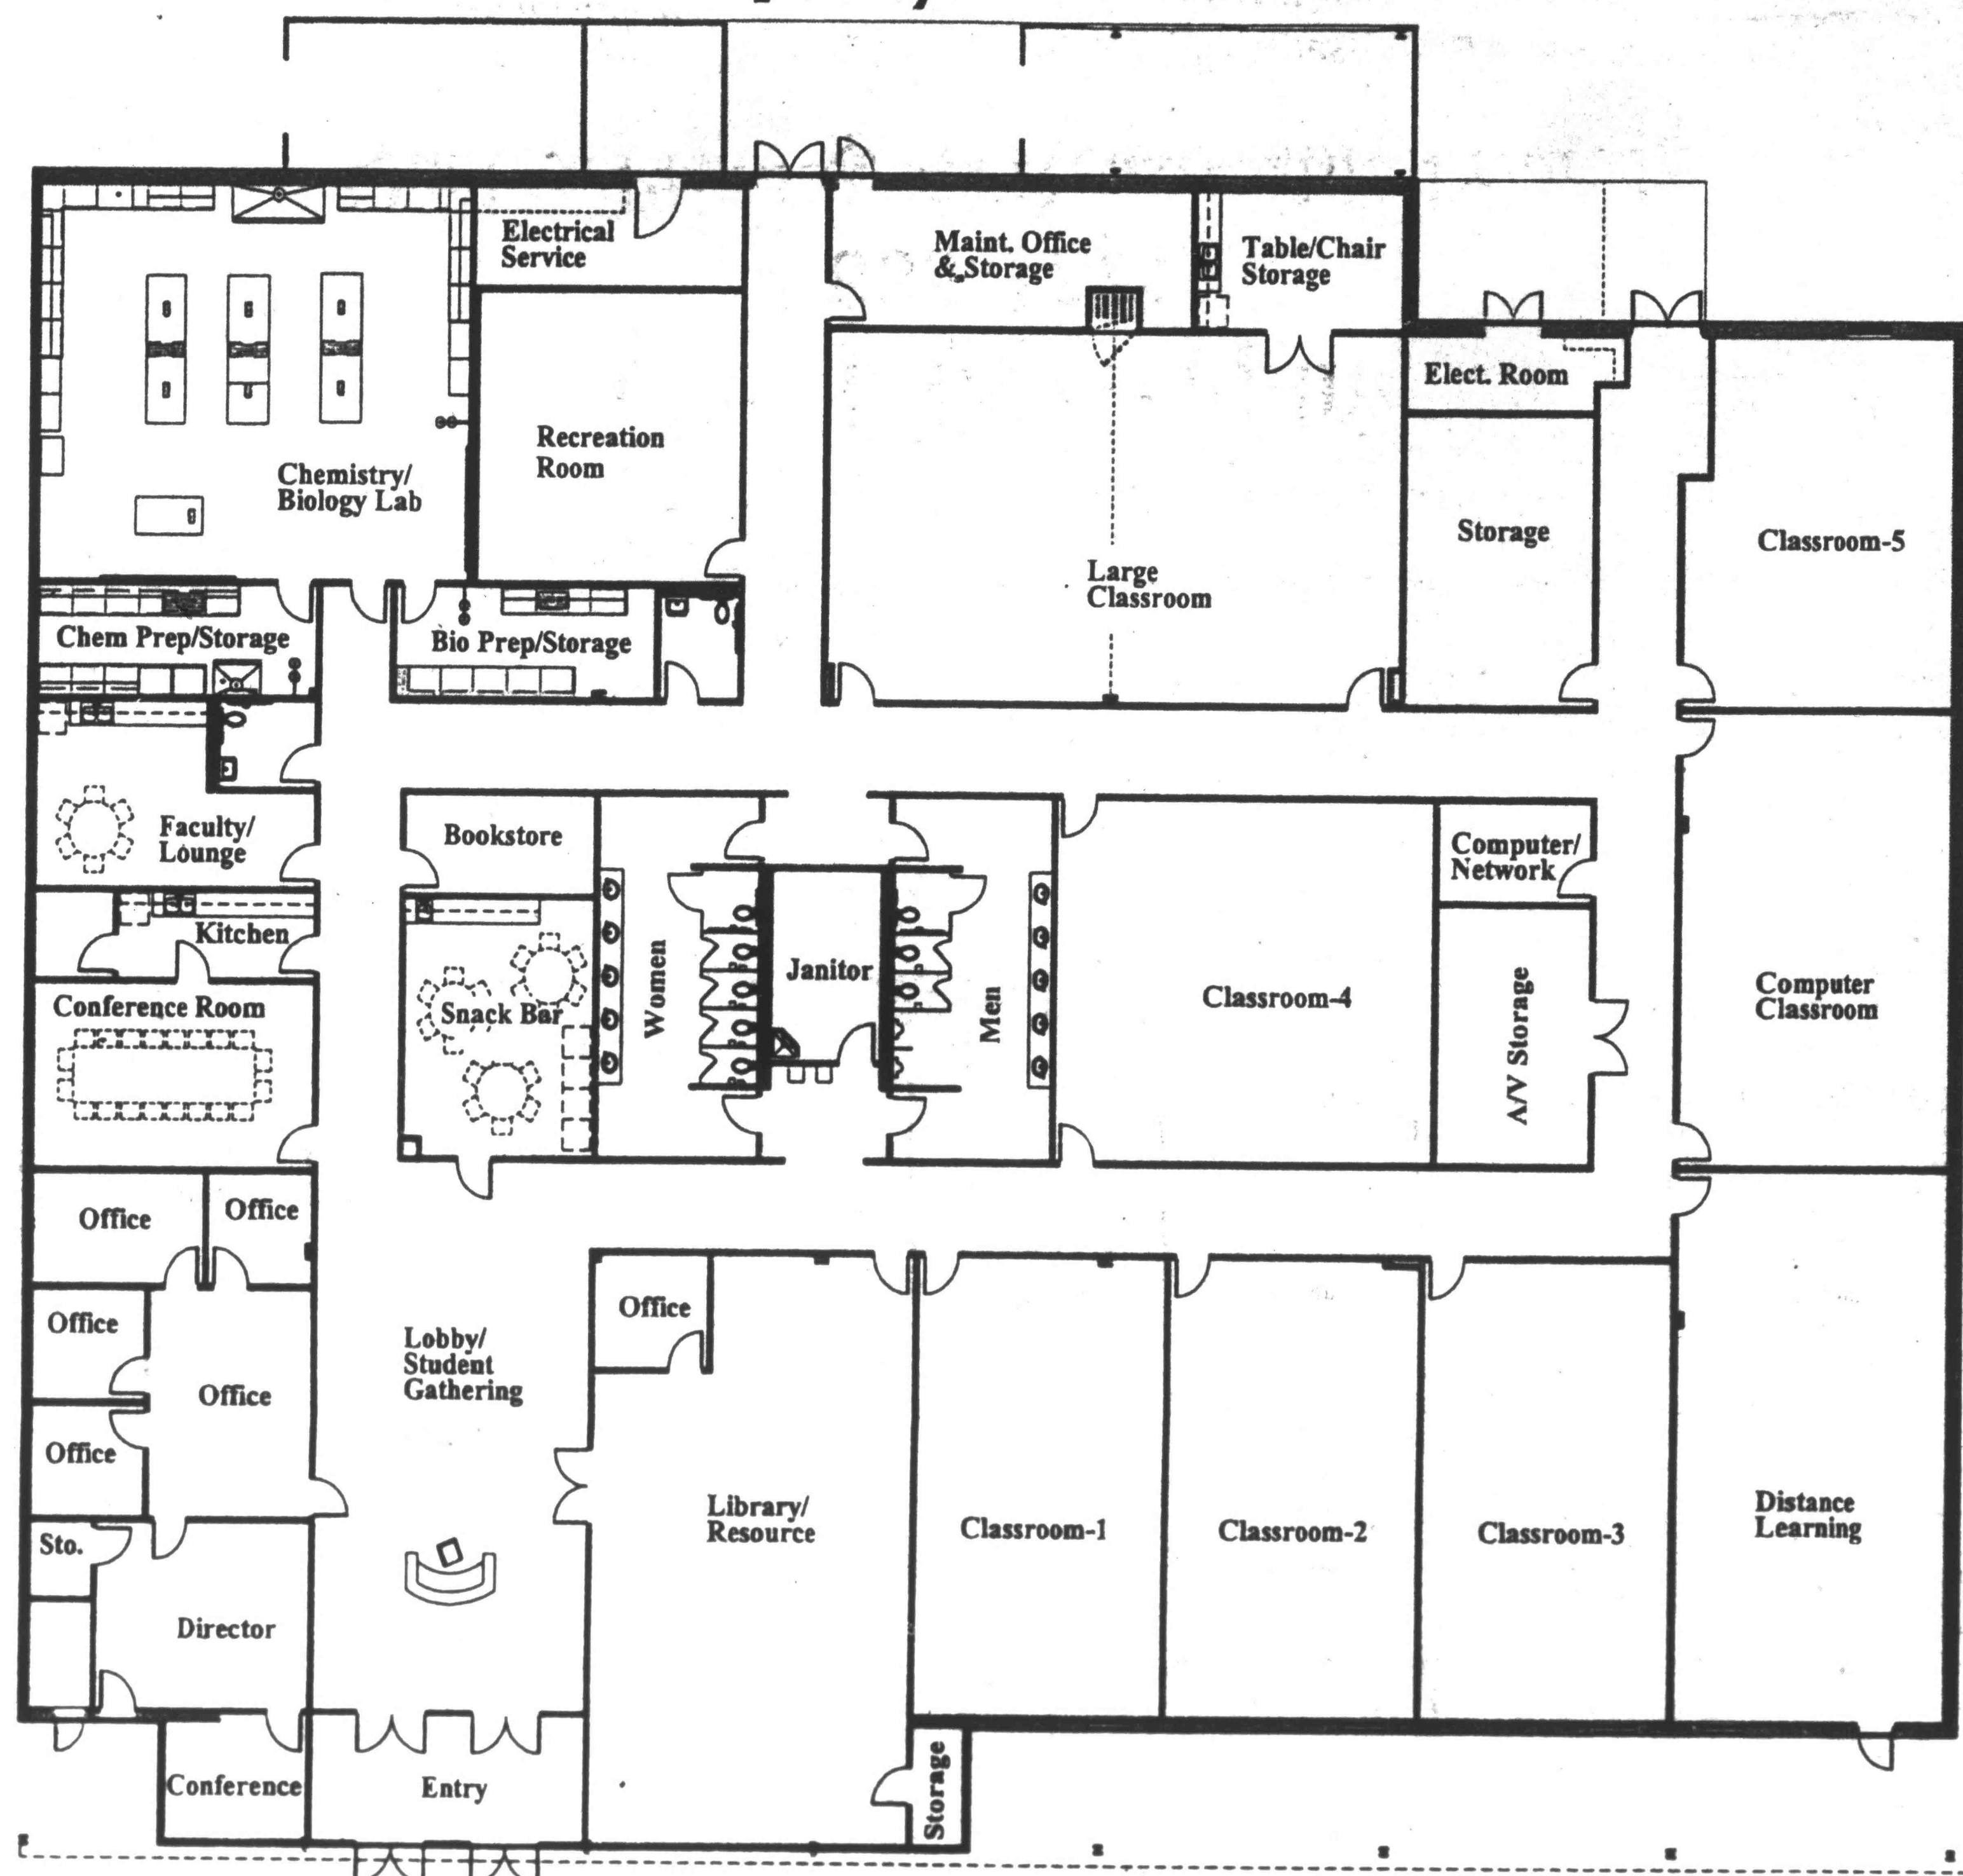 Electrical
Service
Maint. Office
& Storage
Table/Chair
Storage
Elect. Room
Recreation
Room
Chemistry/
Biology Lab
Storage
Classroom-5
Large
Classroom
Chem Prep/Storage
Bio Prep/Storage
Faculty/
Lounge
Bookstore
Computer/
Network
Kitchen
Women
Janitor
Men
Classroom-4
A/V Storage
Computer
Classroom
Conference Room
Snack Bar
Office
Office
Office
Office
Office
Office
Lobby/
Student
Gathering
Library/
Resource
Classroom-1
Classroom-2
Classroom-3
Distance
Learning
Sto.
Director
Conference
Entry
Storage